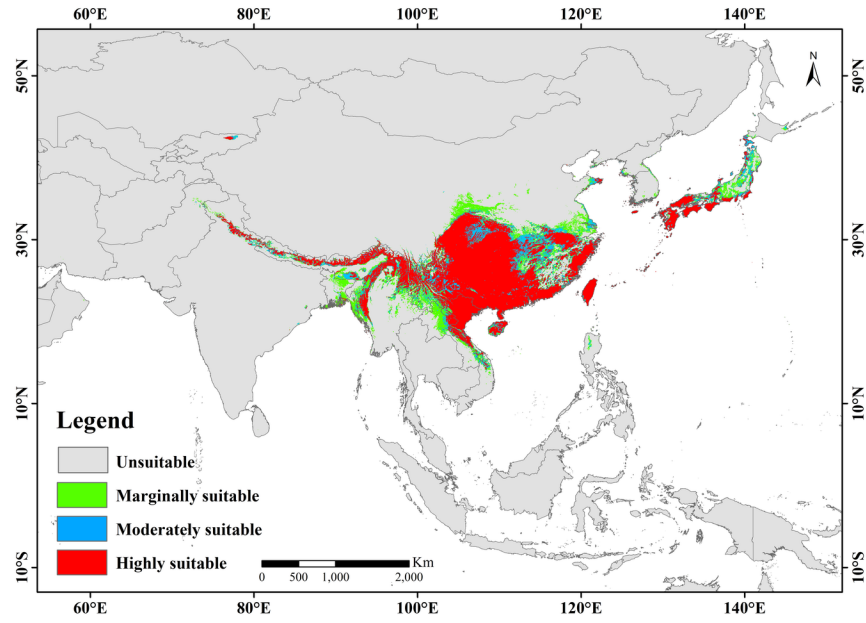 60°E 80°E 100°E 120°E 140°E
50°N 50°N
N
30°N 30°N
10°N 10°N
Legend
Unsuitable
Marginally suitable
Moderately suitable
Highly suitable
Km
0 500 1,000 2,000
10°S 10°S
60°E 80°E 100°E 120°E 140°E